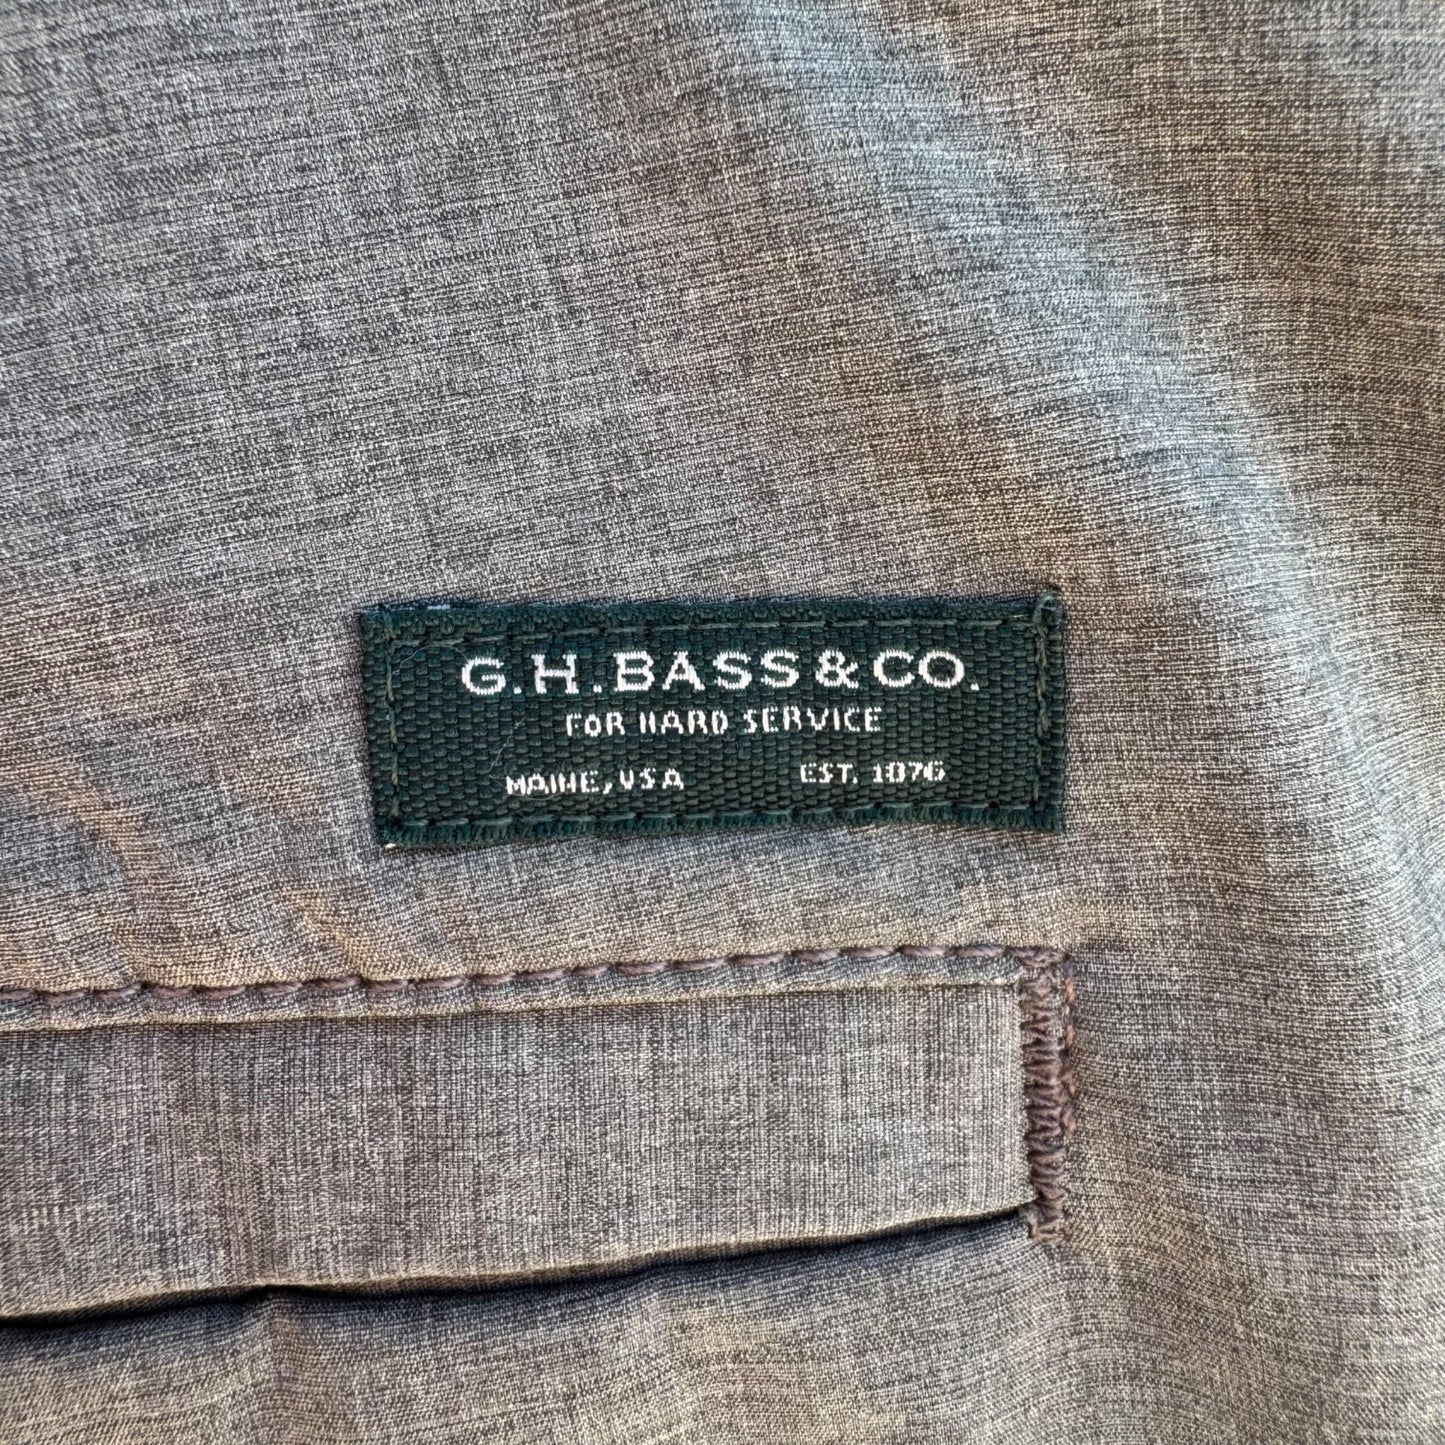 G.H.BASS&CO.
FOR HARD SERVICE
MAINE, USA EST. 1876